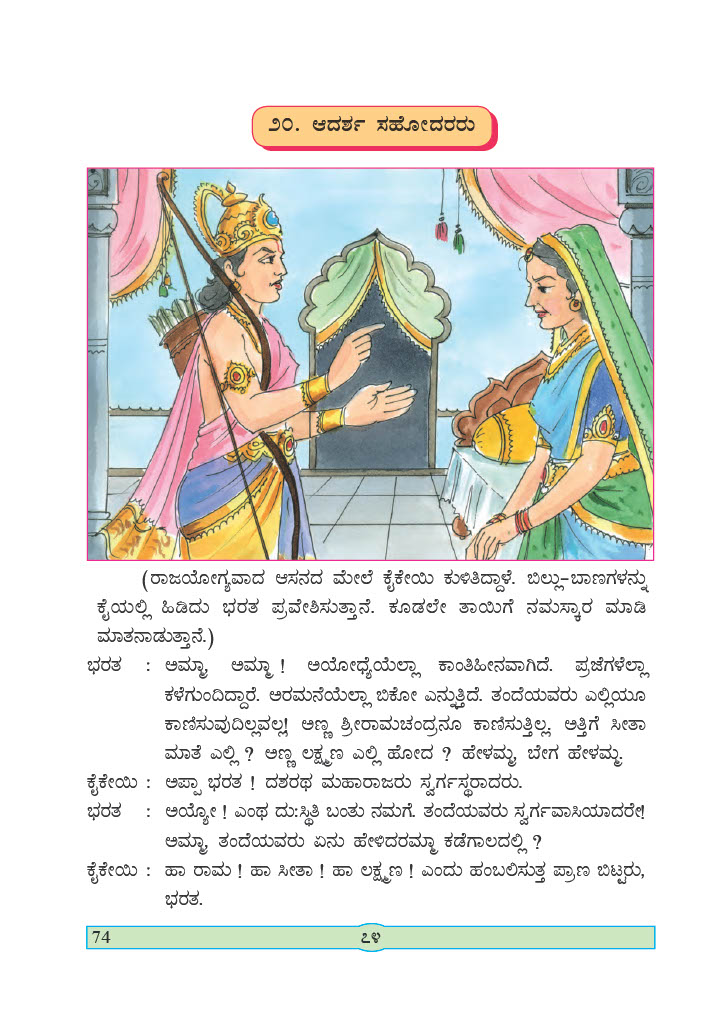 ೨೦. ಆದರ್ಶ ಸಹೋದರರು
(ರಾಜಯೋಗ್ಯವಾದ ಆಸನದ ಮೇಲೆ ಕೈಕೇಯಿ ಕುಳಿತಿದ್ದಾಳೆ. ಬಿಲ್ಲು-ಬಾಣಗಳನ್ನು
ಕೈಯಲ್ಲಿ ಹಿಡಿದು ಭರತ ಪ್ರವೇಶಿಸುತ್ತಾನೆ. ಕೂಡಲೇ ತಾಯಿಗೆ ನಮಸ್ಕಾರ ಮಾಡಿ
ಮಾತನಾಡುತ್ತಾನೆ.)
ಭರತ : ಅಮ್ಮಾ, ಅಮ್ಮಾ ! ಅಯೋಧ್ಯೆಯೆಲ್ಲಾ ಕಾಂತಿಹೀನವಾಗಿದೆ. ಪ್ರಜೆಗಳೆಲ್ಲಾ
ಕಳೆಗುಂದಿದ್ದಾರೆ. ಅರಮನೆಯೆಲ್ಲಾ ಬಿಕೋ ಎನ್ನುತ್ತಿದೆ. ತಂದೆಯವರು ಎಲ್ಲಿಯೂ
ಕಾಣಿಸುವುದಿಲ್ಲವಲ್ಲ! ಅಣ್ಣ ಶ್ರೀರಾಮಚಂದ್ರನೂ ಕಾಣಿಸುತ್ತಿಲ್ಲ. ಅತ್ತಿಗೆ ಸೀತಾ
ಮಾತೆ ಎಲ್ಲಿ ? ಅಣ್ಣ ಲಕ್ಷ್ಮಣ ಎಲ್ಲಿ ಹೋದ ? ಹೇಳಮ್ಮ, ಬೇಗ ಹೇಳಮ್ಮ.
ಕೈಕೇಯಿ : ಅಪ್ಪಾ ಭರತ ! ದಶರಥ ಮಹಾರಾಜರು ಸ್ವರ್ಗಸ್ಥರಾದರು.
ಭರತ : ಅಯ್ಯೋ ! ಎಂಥ ದುಃಸ್ಥಿತಿ ಬಂತು ನಮಗೆ. ತಂದೆಯವರು ಸ್ವರ್ಗವಾಸಿಯಾದರೇ!
ಅಮ್ಮಾ, ತಂದೆಯವರು ಏನು ಹೇಳಿದರಮ್ಮಾ ಕಡೆಗಾಲದಲ್ಲಿ ?
ಕೈಕೇಯಿ : ಹಾ ರಾಮ ! ಹಾ ಸೀತಾ ! ಹಾ ಲಕ್ಷ್ಮಣ ! ಎಂದು ಹಂಬಲಿಸುತ್ತ ಪ್ರಾಣ ಬಿಟ್ಟರು,
ಭರತ.
74 ೭೪